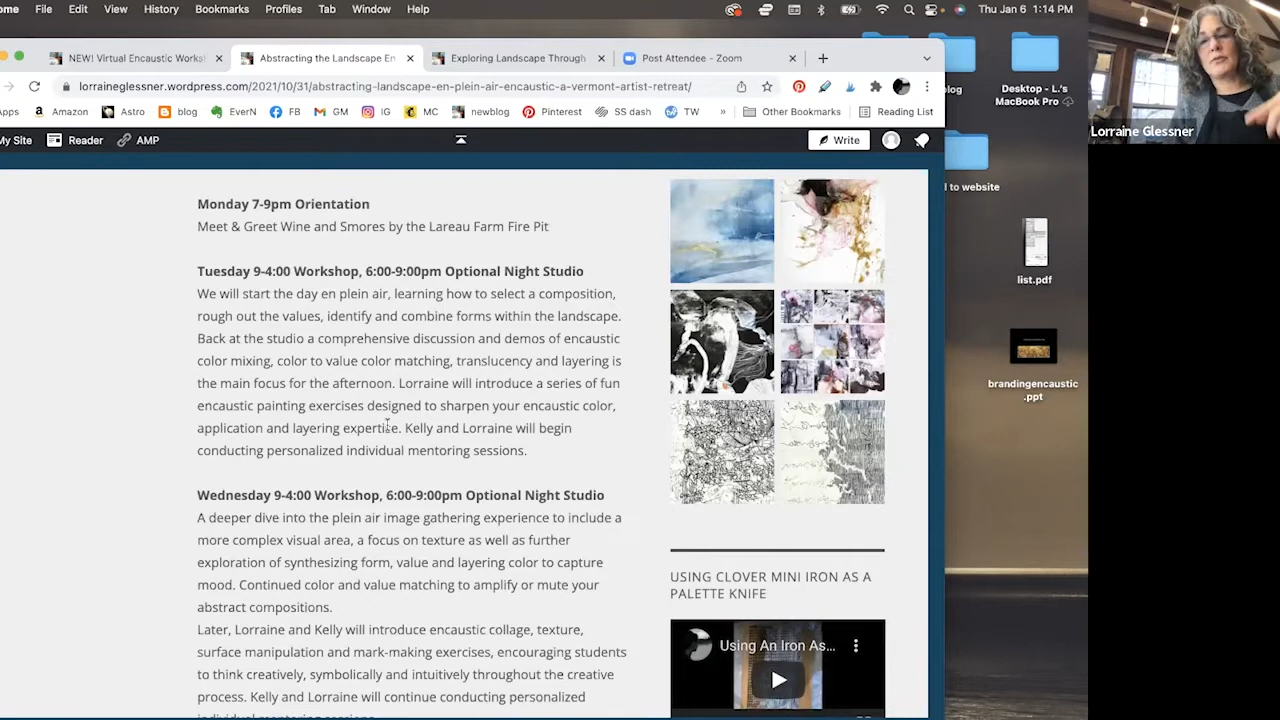 ome File Edit View History Bookmarks Profiles Tab Window Help Thu Jan 6 1:14 PM
NEW! Virtual Encaustic Works Abstracting the Landscape En Exploring Landscape Through Post Attendee - Zoom
lorraineglessner.wordpress.com/2021/10/31/abstracting-landscape-en-plein-air-encaustic-a-vermont-artist-retreat/
Apps Amazon Astro blog EverN FB GM IG MC newblog Pinterest SS dash TW » Other Bookmarks Reading List
My Site Reader AMP Write
Monday 7-9pm Orientation
Meet & Greet Wine and Smores by the Lareau Farm Fire Pit
Tuesday 9-4:00 Workshop, 6:00-9:00pm Optional Night Studio
We will start the day en plein air, learning how to select a composition,
rough out the values, identify and combine forms within the landscape.
Back at the studio a comprehensive discussion and demos of encaustic
color mixing, color value color matching, translucency and layering is
the main focus for the afternoon. Lorraine will introduce a series of fun
encaustic painting exercises designed to sharpen your encaustic color,
application and layering expertise. Kelly and Lorraine will begin
conducting personalized individual mentoring sessions.
Wednesday 9-4:00 Workshop, 6:00-9:00pm Optional Night Studio
A deeper dive into the plein air image gathering experience to include a
more complex visual area, a focus on texture as well as further
exploration of synthesizing form, value and layering color to capture
mood. Continued color and value matching to amplify or mute your
abstract compositions.
Later, Lorraine and Kelly will introduce encaustic collage, texture,
surface manipulation and mark-making exercises, encouraging students
to think creatively, symbolically and intuitively throughout the creative
process. Kelly and Lorraine will continue conducting personalized
individual mentoring sessions.
USING CLOVER MINI IRON AS A
PALETTE KNIFE
Using An Iron As...
blog
Desktop - L.'s
MacBook Pro
l to website
list.pdf
brandingencaustic
.ppt
Lorraine Glessner